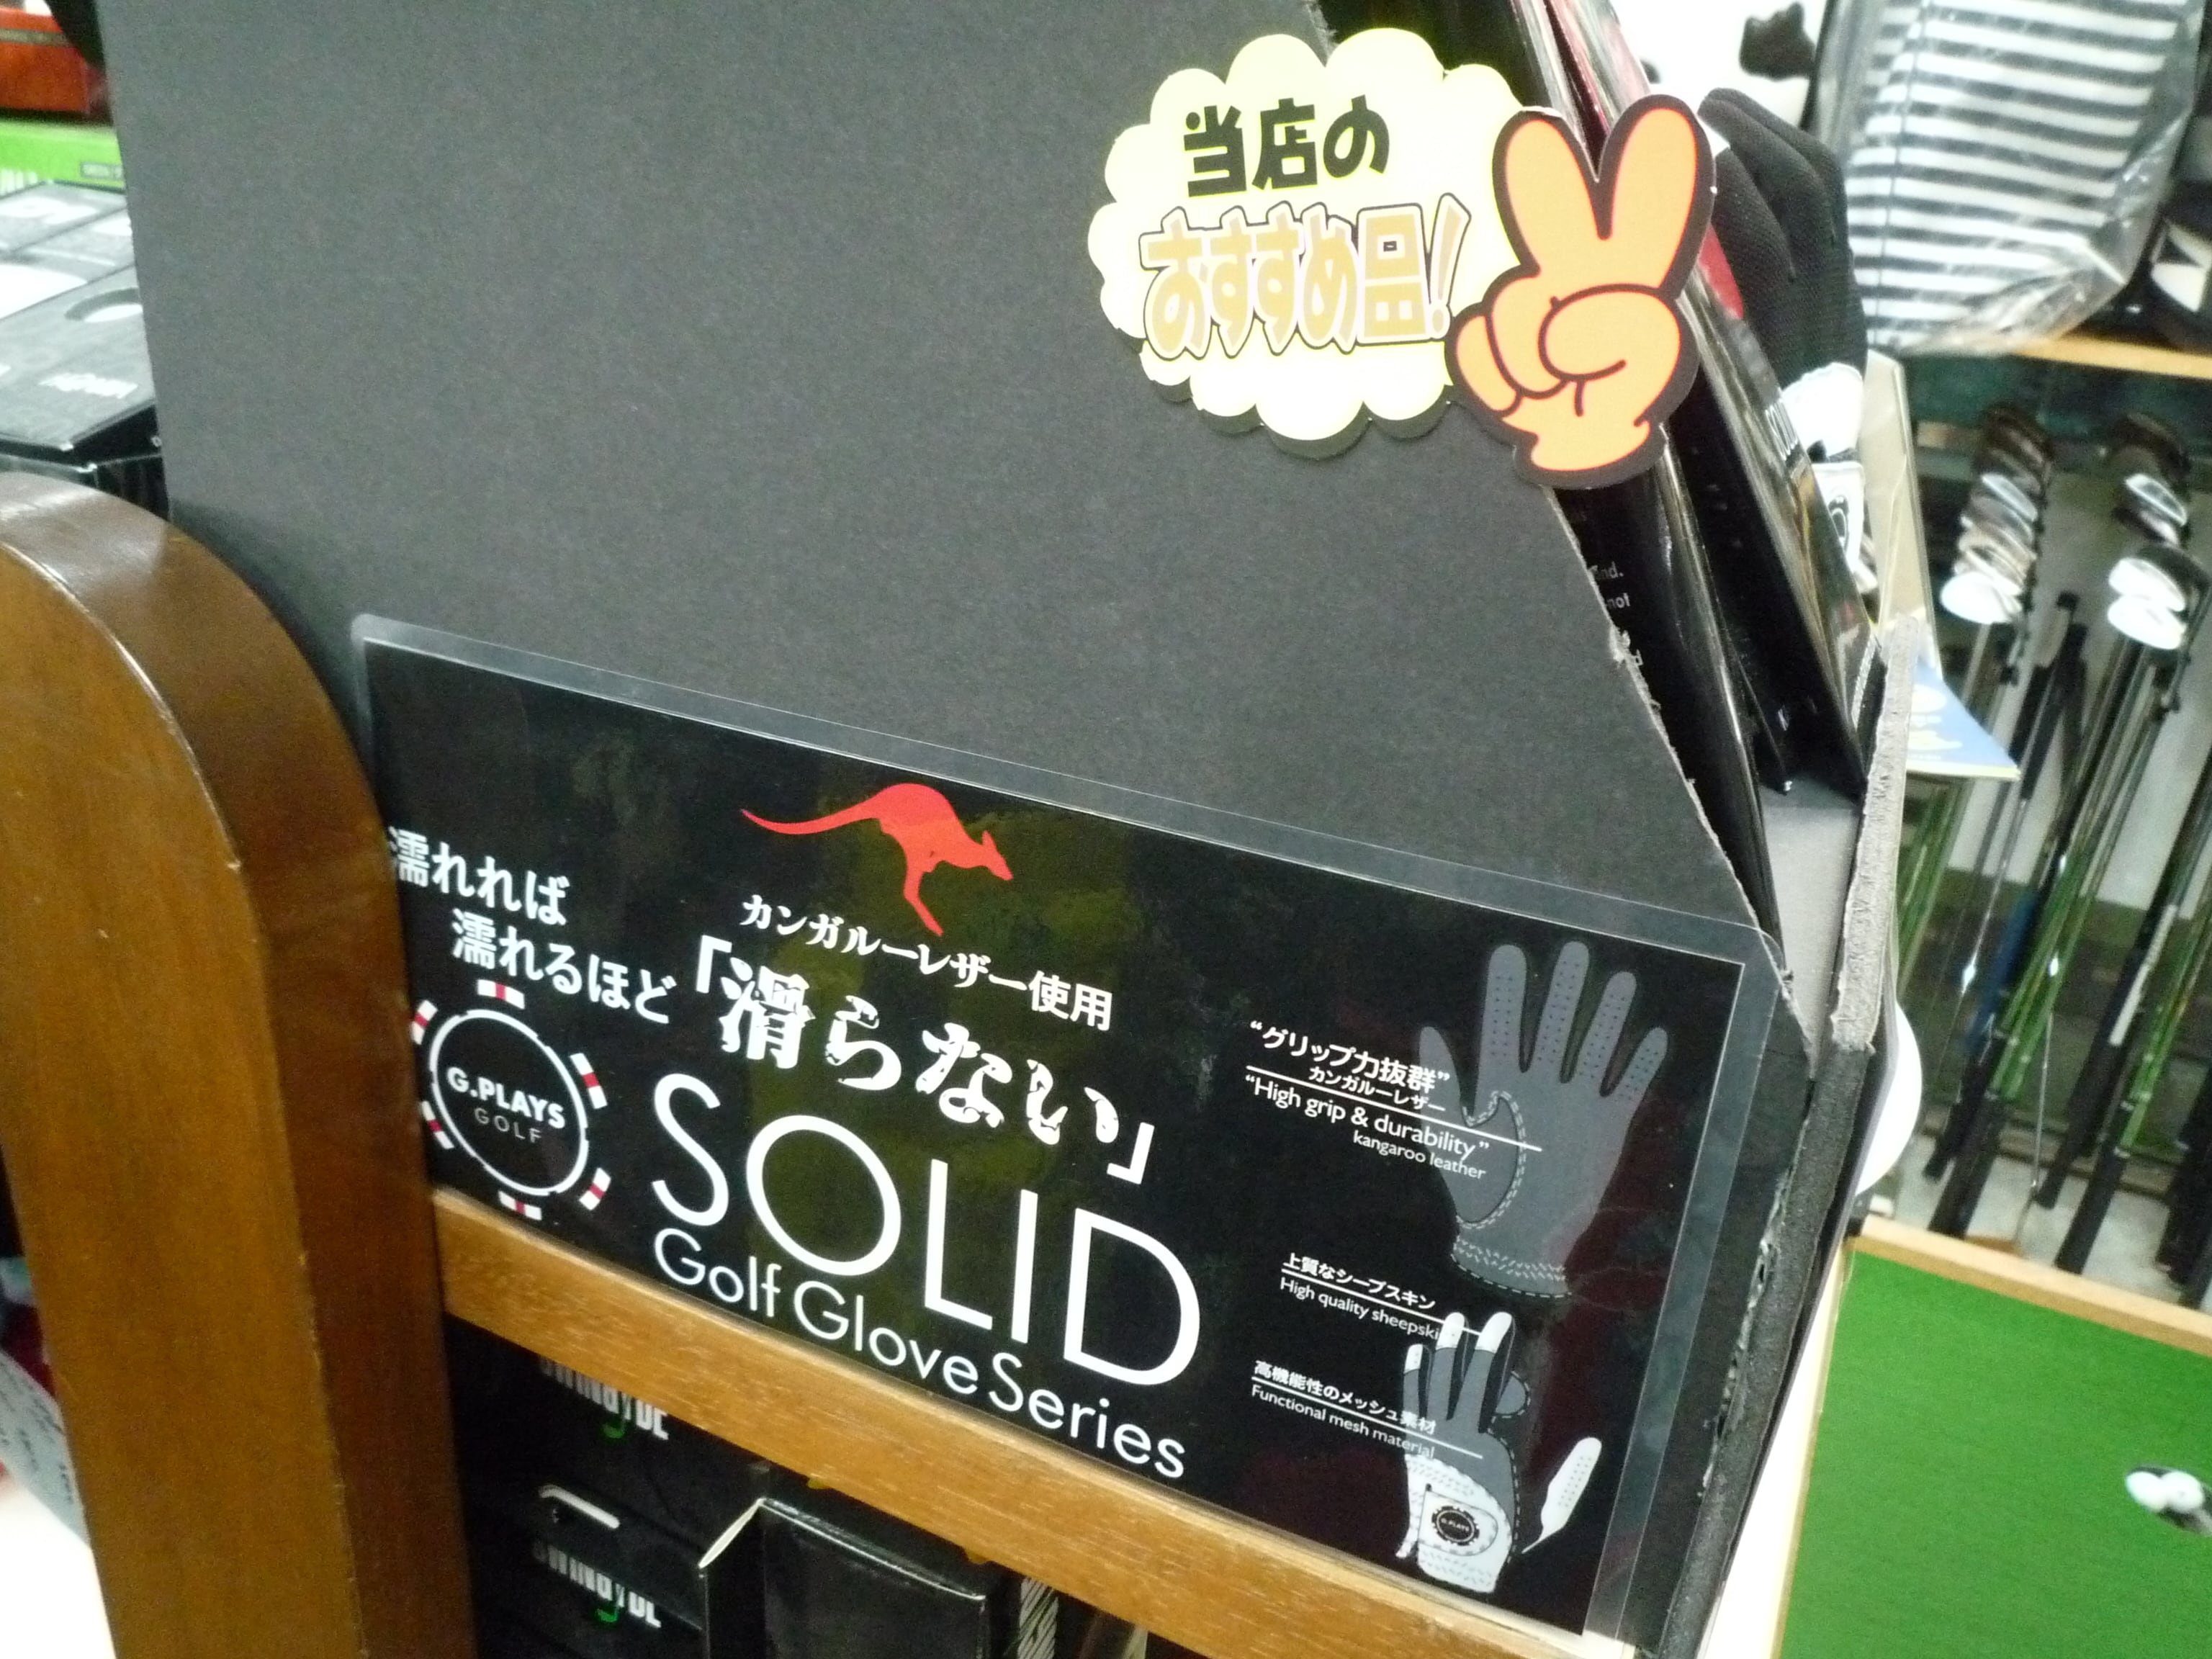 当店の
おすすめ品!
濡れれば
濡れるほど
カンガルーレザー使用
「滑らない」
G.PLAYS
GOLF
SOLID
Golf Glove Series
“グリップ力抜群”
カンガルーレザー
“High grip & durability”
kangaroo leather
上質なシープスキン
High quality sheepski
高機能性のメッシュ素材
Functional mesh material
G.PLAYS